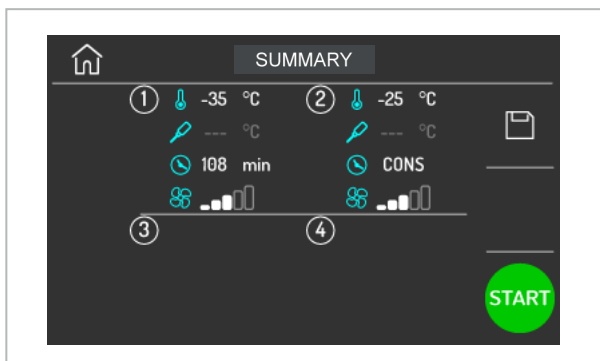 SUMMARY
1 -35 °C 2 -25 °C
--- °C --- °C
108 min CONS
3 4
START